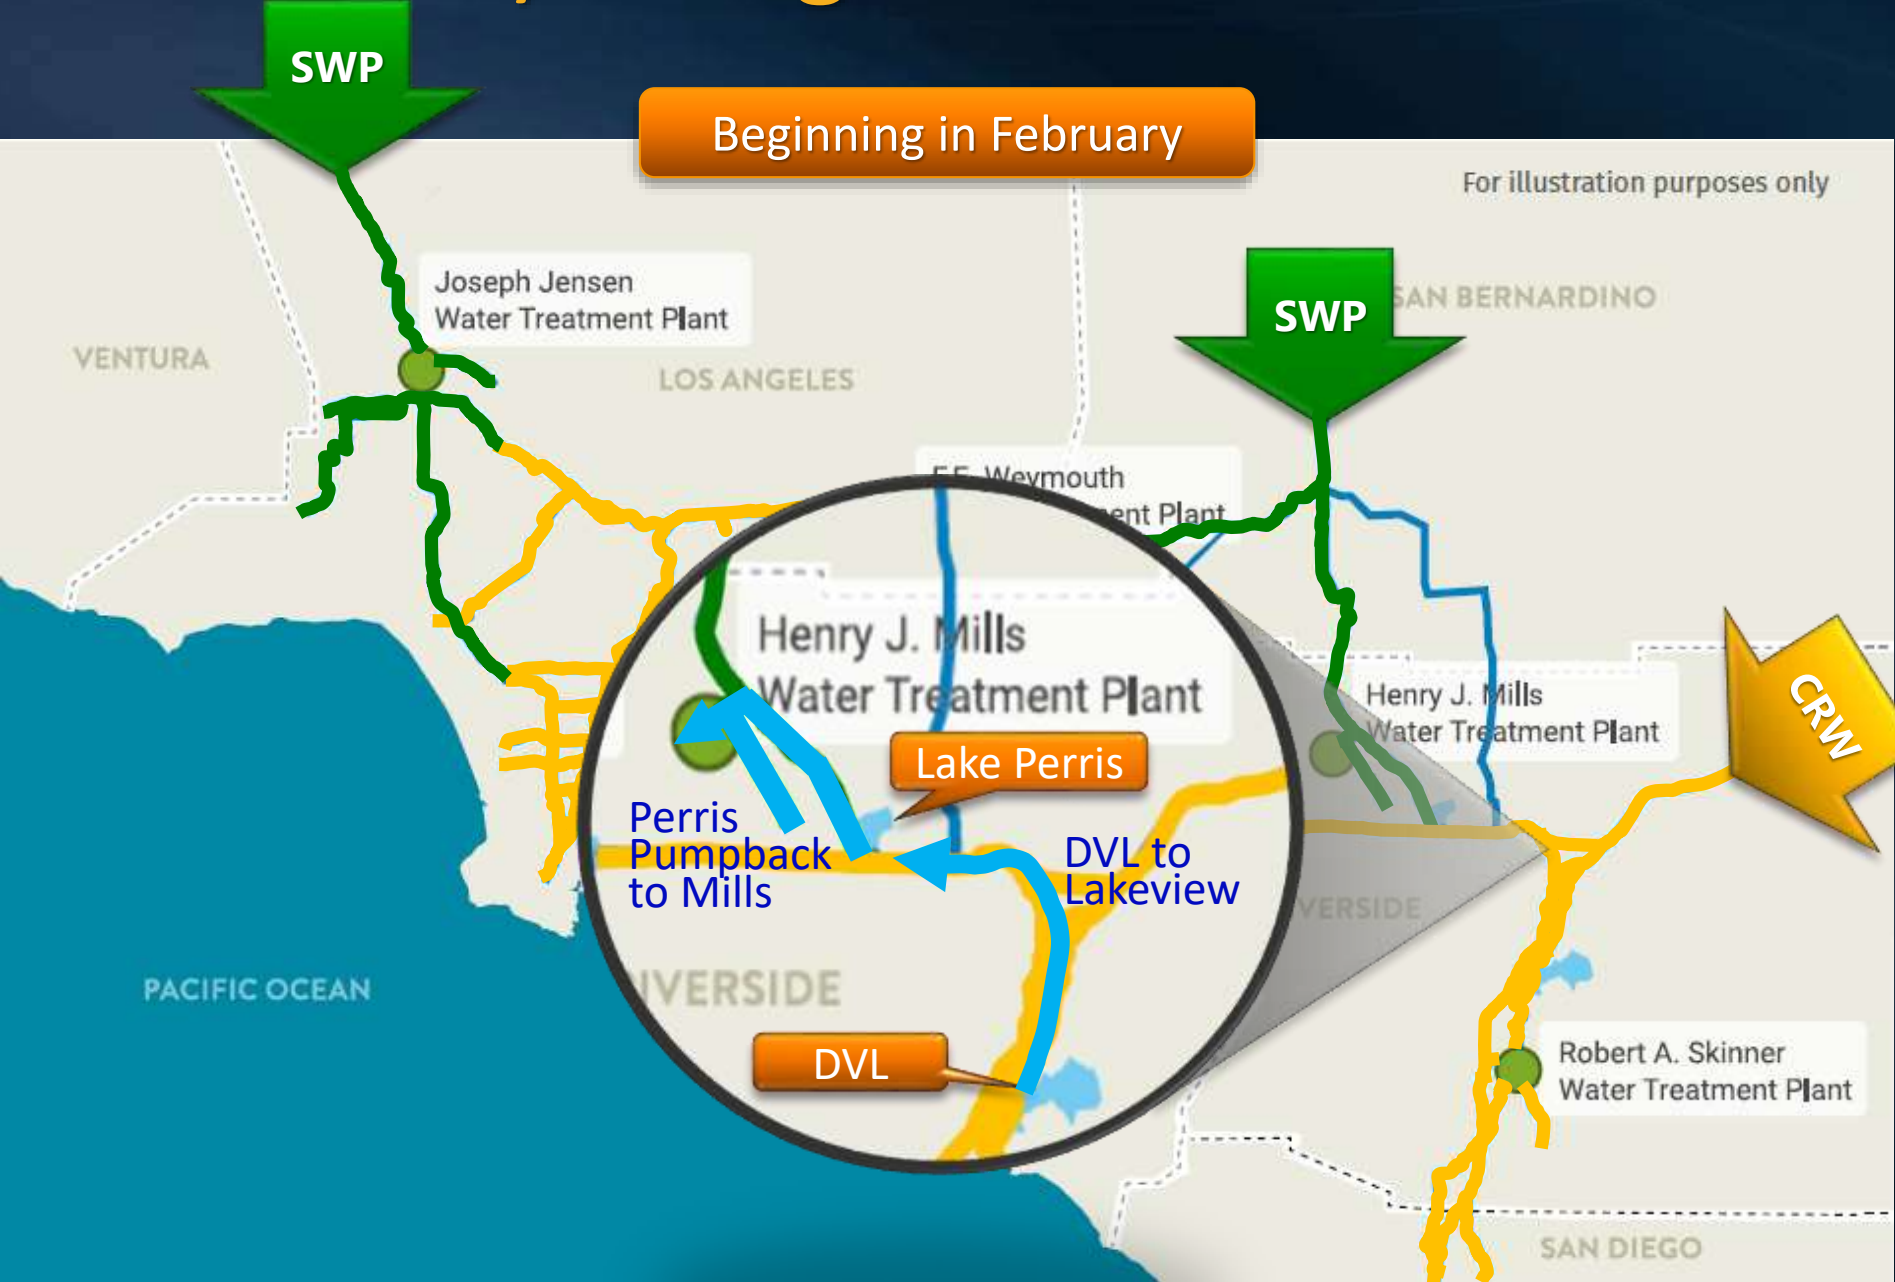 SWP
Beginning in February
For illustration purposes only
Joseph Jensen
Water Treatment Plant
SAN BERNARDINO
SWP
VENTURA
LOS ANGELES
Weymouth
Plant
Henry J. Mills
Water Treatment Plant
Henry J. Mills
Water Treatment Plant
CRW
Lake Perris
Perris
Pumpback
to Mills
DVL to
Lakeview
VERSIDE
IVERSIDE
PACIFIC OCEAN
DVL
Robert A. Skinner
Water Treatment Plant
SAN DIEGO